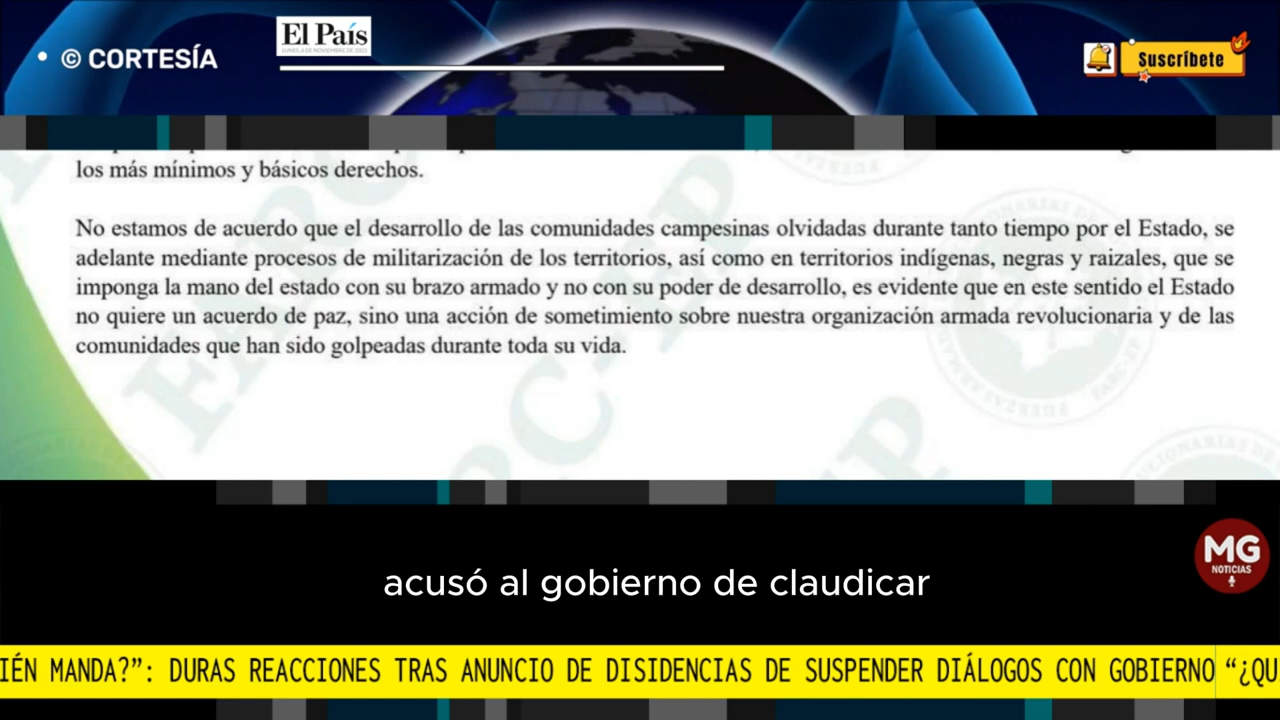 © CORTESÍA
El País
LUNES, 6 DE NOVIEMBRE DE 2023
Suscríbete
los más mínimos y básicos derechos.
No estamos de acuerdo que el desarrollo de las comunidades campesinas olvidadas durante tanto tiempo por el Estado, se
adelante mediante procesos de militarización de los territorios, así como en territorios indígenas, negras y raizales, que se
imponga la mano del estado con su brazo armado y no con su poder de desarrollo, es evidente que en este sentido el Estado
no quiere un acuerdo de paz, sino una acción de sometimiento sobre nuestra organización armada revolucionaria y de las
comunidades que han sido golpeadas durante toda su vida.
acusó al gobierno de claudicar
MG
NOTICIAS
IÉN MANDA?”: DURAS REACCIONES TRAS ANUNCIO DE DISIDENCIAS DE SUSPENDER DIÁLOGOS CON GOBIERNO “¿QU